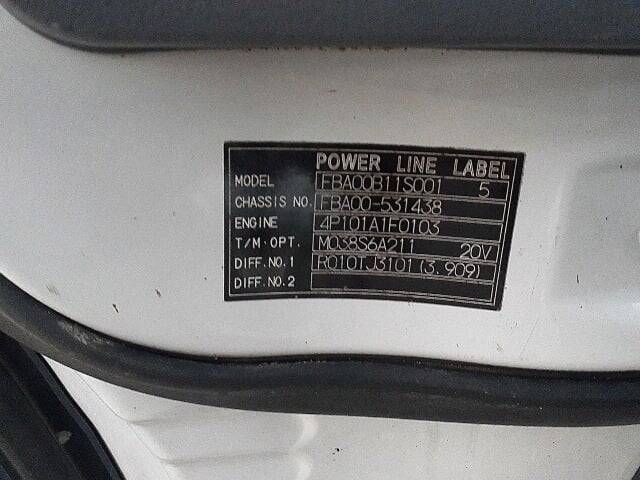 POWER LINE LABEL
MODEL FBA00B11S001 5
CHASSIS NO. FBA00-531438
ENGINE 4P101A1F0103
T/M·OPT. M038S6A211 20V
DIFF.NO.1 R010TJ3101 (3.909)
DIFF.NO.2